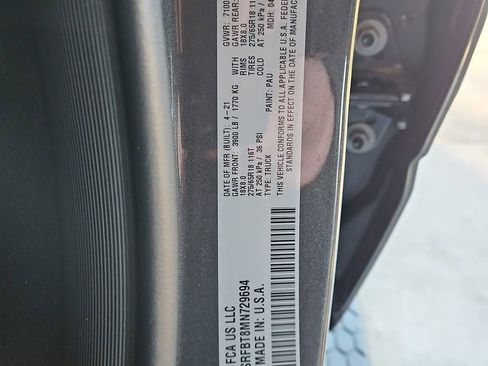 FCA US LLC
DATE OF MFR (BUILT): 4-21 GVWR: 7100
GAWR FRONT: 3900 LB / 1770 KG WITH GAWR REAR:
18X8.0 RIMS 18X8.0
275/65R18 116T TIRES 275/65R18 1
AT 250 kPa / 36 PSI COLD AT 250 kPa /
TYPE: TRUCK PAINT: PAU MDH: 04
THIS VEHICLE CONFORMS TO ALL APPLICABLE U.S.A. FEDER
STANDARDS IN EFFECT ON THE DATE OF MANUFAC
SRFBT8MN729694
MADE IN: U.S.A.